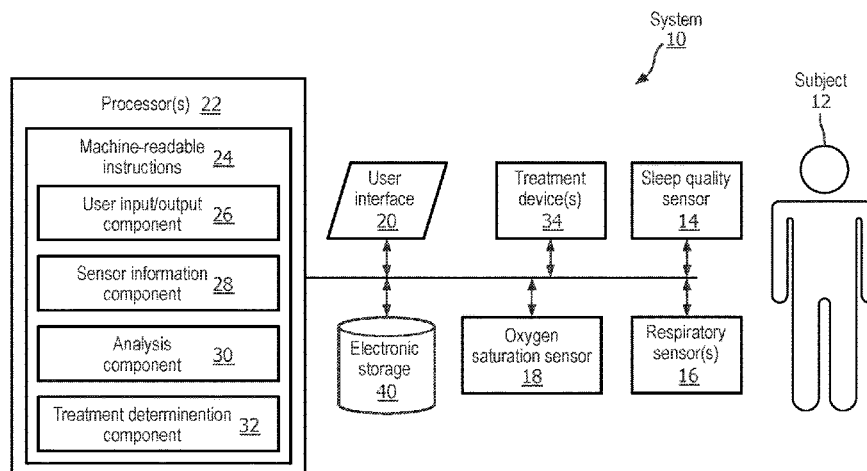 System
10
Subject
12
Processor(s) 22
Machine-readable
instructions 24
User input/output
component 26
Sensor information
component 28
Analysis
component 30
Treatment determinention
component 32
User
interface
20
Treatment
device(s)
34
Sleep quality
sensor
14
Electronic
storage
40
Oxygen
saturation sensor
18
Respiratory
sensor(s)
16